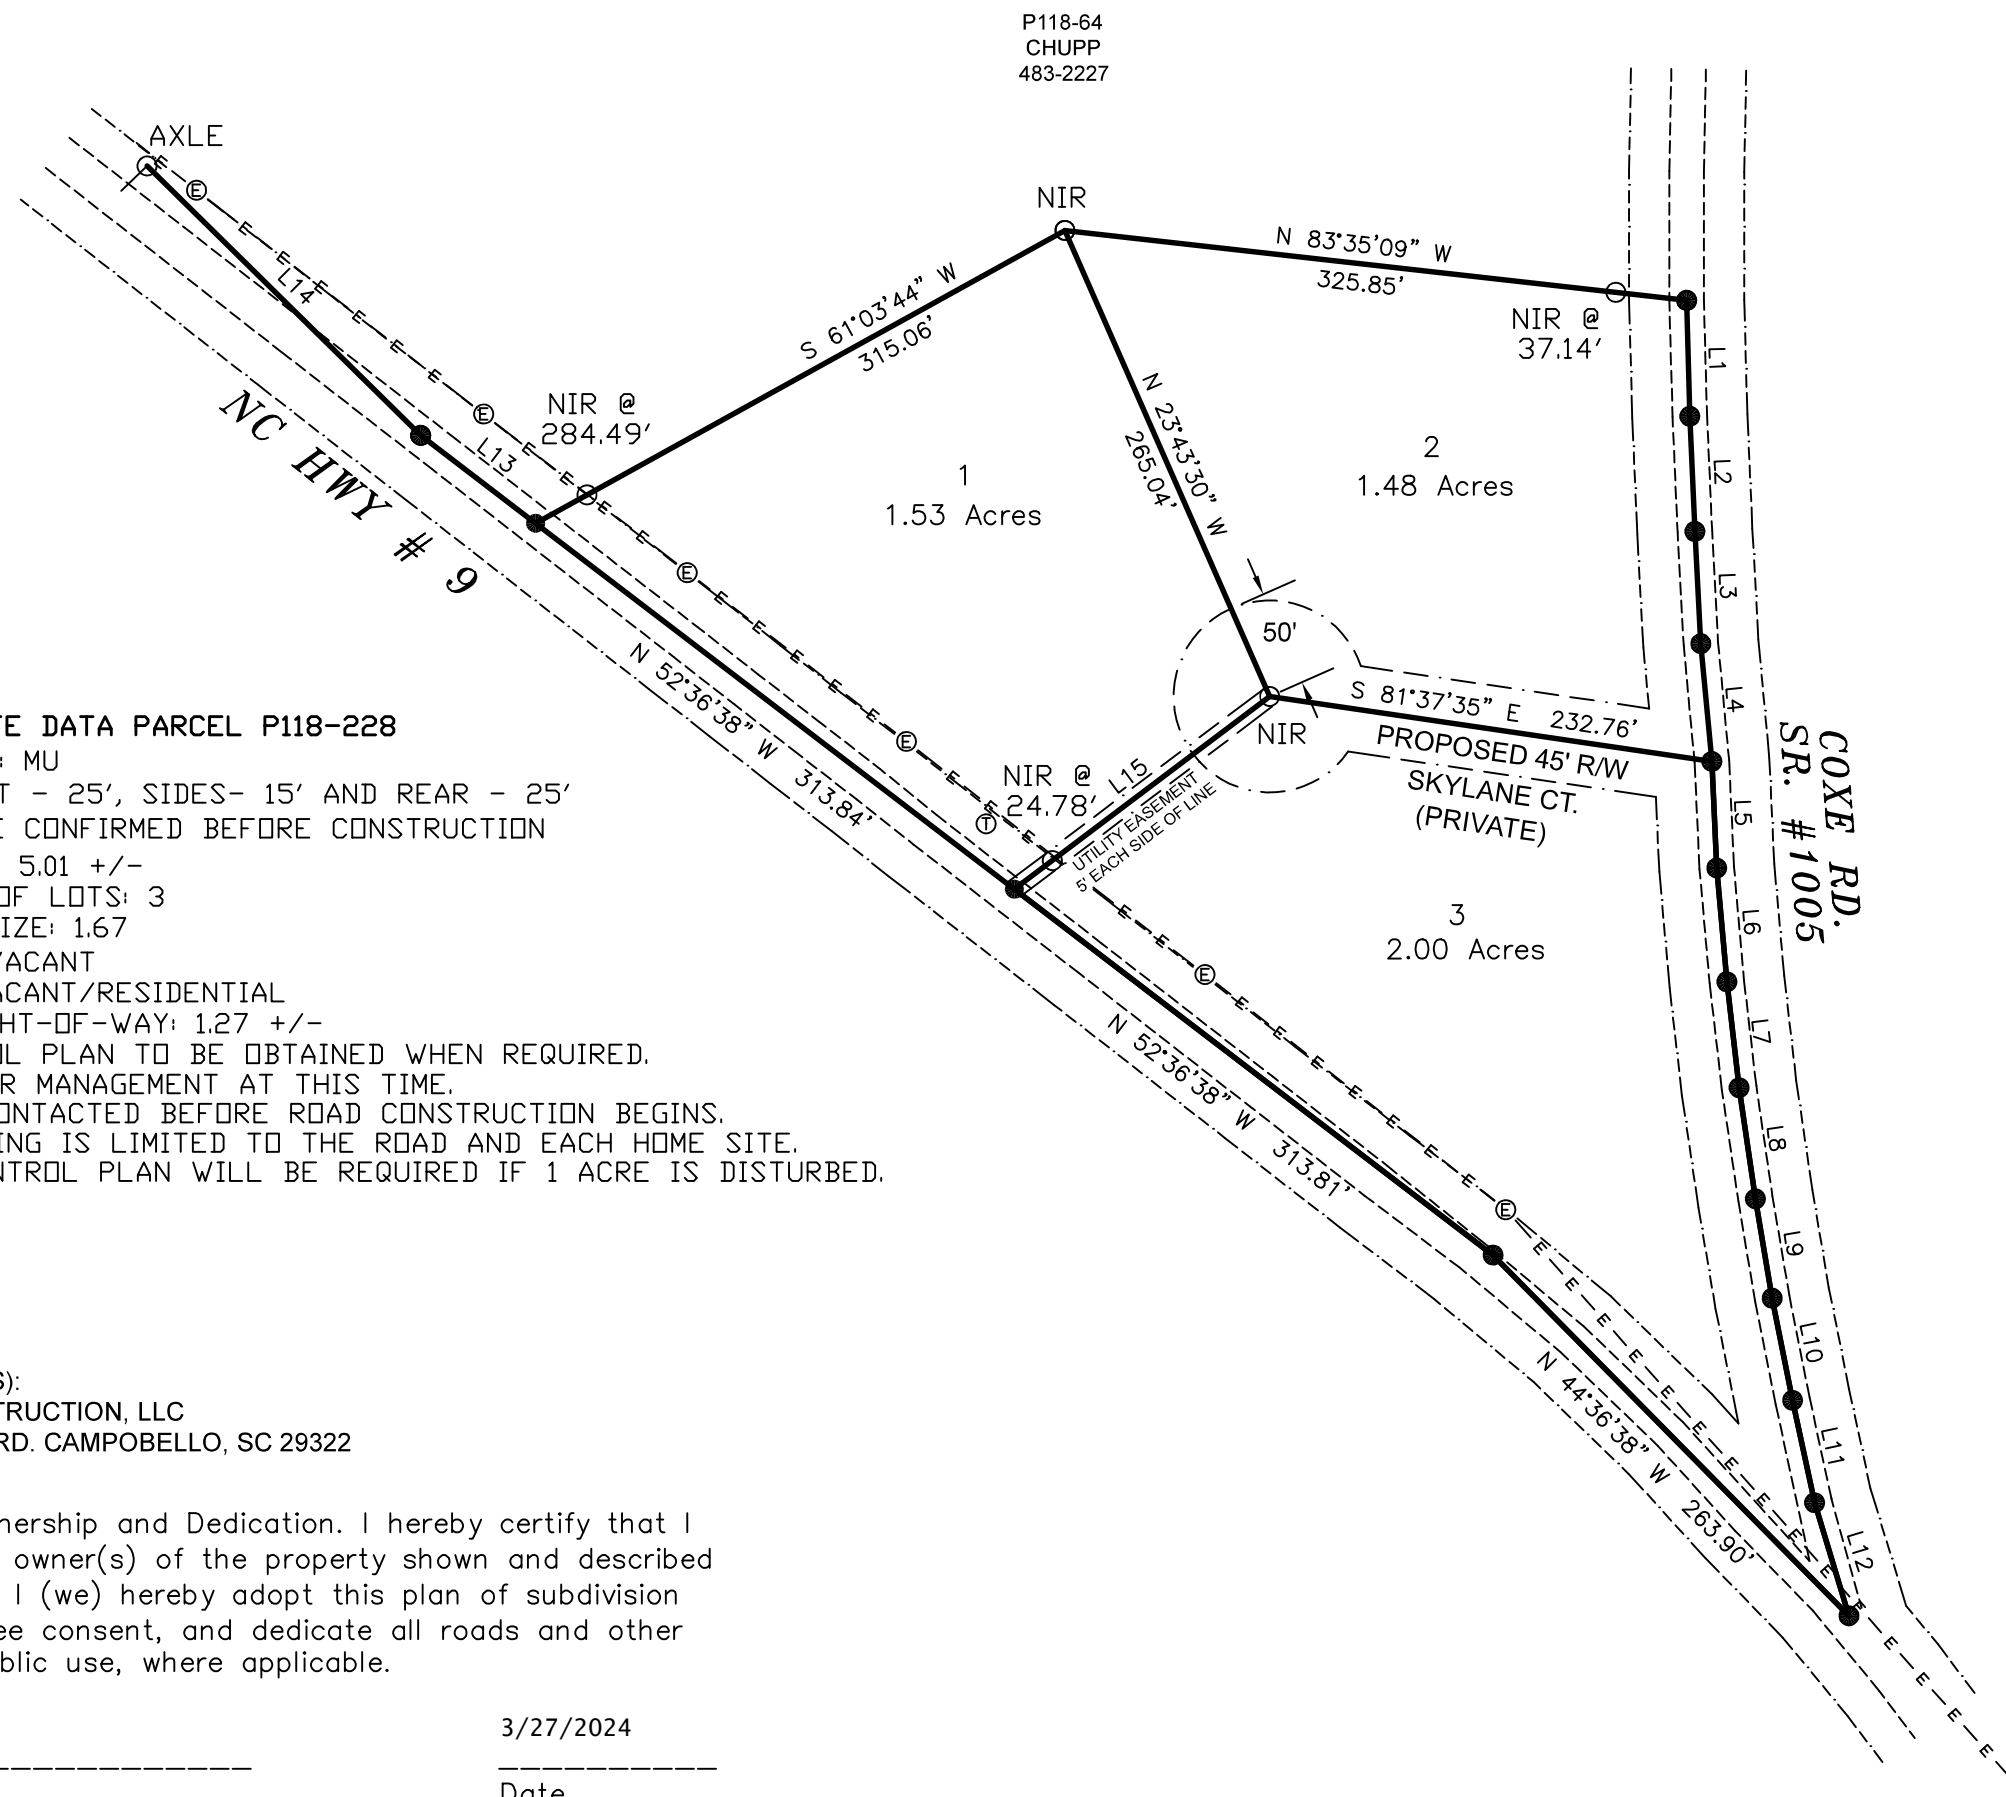 P118-64
CHUPP
483-2227
AXLE
NIR
N 83°35'09" W
325.85'
NIR @
37.14'
S 61°03'44" W
315.06'
L14
L13
NIR @
284.49'
NC HWY # 9
N 23°43'30" W
265.04'
1
1.53 Acres
2
1.48 Acres
L1
L2
L3
L4
L5
L6
L7
L8
L9
L10
L11
L12
50'
NIR
S 81°37'35" E 232.76'
PROPOSED 45' R/W
SKYLANE CT.
(PRIVATE)
COXE RD.
SR. #1005
N 52°36'38" W 313.84'
NIR @
24.78'
L15
UTILITY EASEMENT
5' EACH SIDE OF LINE
T
3
2.00 Acres
N 52°36'38" W 313.81'
N 44°36'38" W 263.90'
E
TE DATA PARCEL P118-228
: MU
T - 25', SIDES- 15' AND REAR - 25'
E CONFIRMED BEFORE CONSTRUCTION
5.01 +/-
OF LOTS: 3
IZE: 1.67
VACANT
ACANT/RESIDENTIAL
HT-OF-WAY: 1.27 +/-
OL PLAN TO BE OBTAINED WHEN REQUIRED.
R MANAGEMENT AT THIS TIME.
ONTACTED BEFORE ROAD CONSTRUCTION BEGINS.
ING IS LIMITED TO THE ROAD AND EACH HOME SITE.
NTROL PLAN WILL BE REQUIRED IF 1 ACRE IS DISTURBED.
S):
TRUCTION, LLC
RD. CAMPOBELLO, SC 29322
nership and Dedication. I hereby certify that I
owner(s) of the property shown and described
I (we) hereby adopt this plan of subdivision
ee consent, and dedicate all roads and other
blic use, where applicable.
3/27/2024
Date